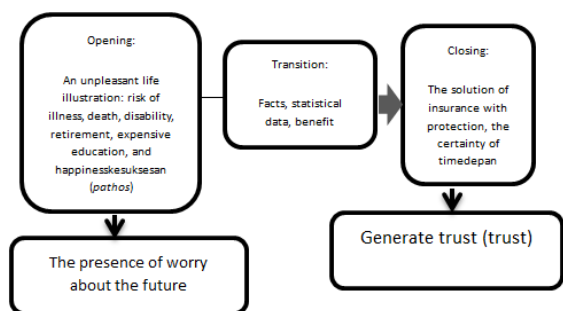 Opening:
An unpleasant life
illustration: risk of
illness, death, disability,
retirement, expensive
education, and
happinesskesuksesan
(pathos)
Transition:
Facts, statistical
data, benefit
Closing:
The solution of
insurance with
protection, the
certainty of
timedepan
The presence of worry
about the future
Generate trust (trust)